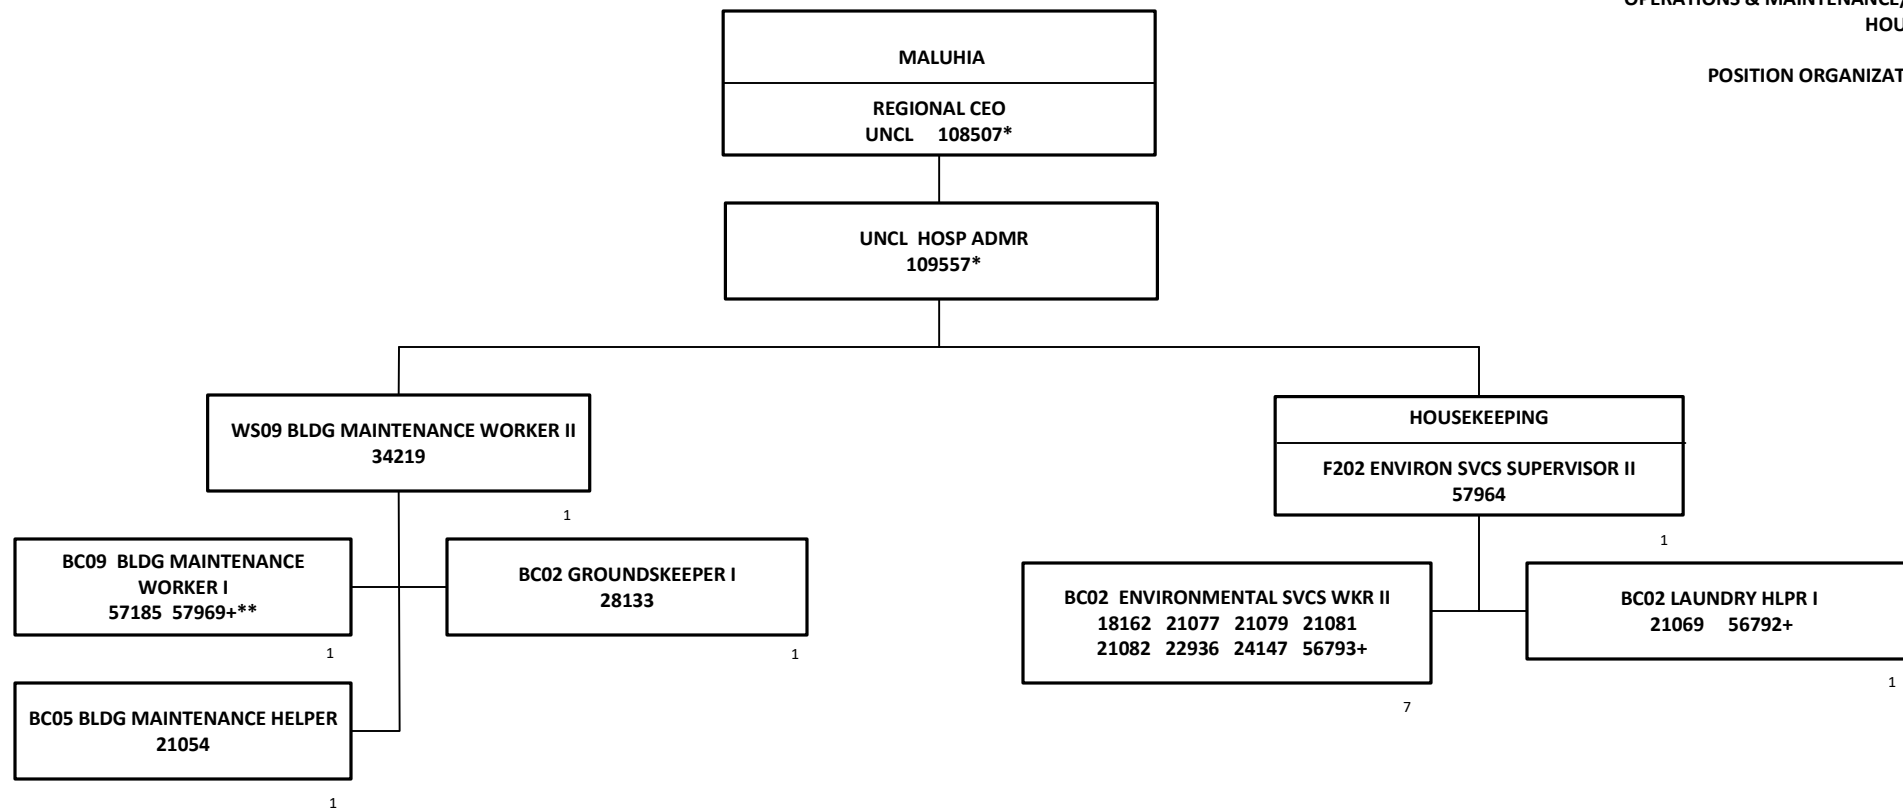 OPERATIONS & MAINTENANCE/
HOU
POSITION ORGANIZAT
MALUHIA
REGIONAL CEO
UNCL 108507*
UNCL HOSP ADMR
109557*
WS09 BLDG MAINTENANCE WORKER II
34219
1
BC09 BLDG MAINTENANCE
WORKER I
57185 57969+**
1
BC02 GROUNDSKEEPER I
28133
1
BC05 BLDG MAINTENANCE HELPER
21054
1
HOUSEKEEPING
F202 ENVIRON SVCS SUPERVISOR II
57964
1
BC02 ENVIRONMENTAL SVCS WKR II
18162 21077 21079 21081
21082 22936 24147 56793+
7
BC02 LAUNDRY HLPR I
21069 56792+
1